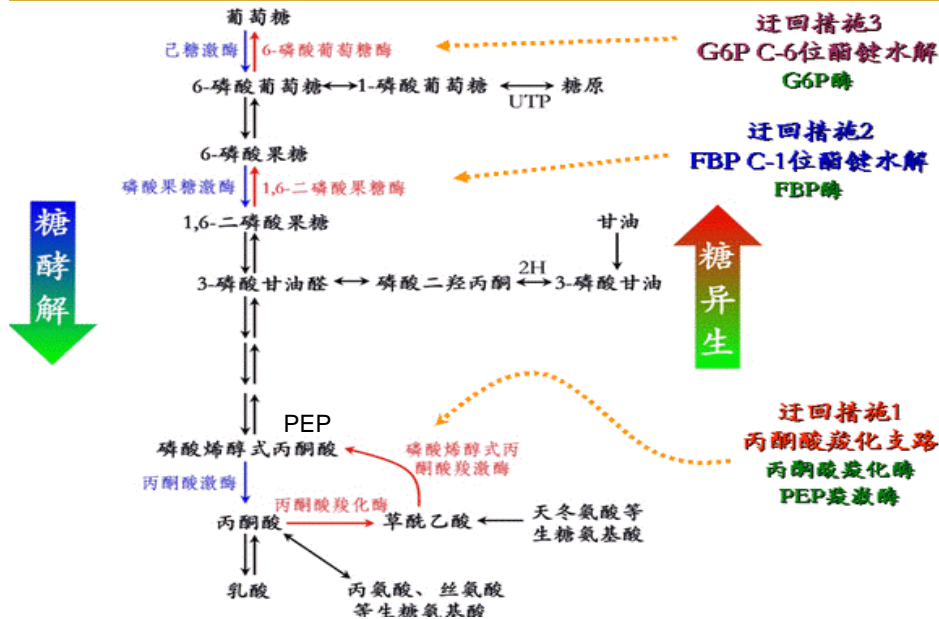 葡萄糖
己糖激酶
6-磷酸葡萄糖酶
迂回措施3
G6P C-6位酯键水解
G6P酶
6-磷酸葡萄糖
1-磷酸葡萄糖
UTP
糖原
6-磷酸果糖
磷酸果糖激酶
1,6-二磷酸果糖酶
迂回措施2
FBP C-1位酯键水解
FBP酶
1,6-二磷酸果糖
甘油
糖酵解
糖异生
3-磷酸甘油醛
磷酸二羟丙酮
2H
3-磷酸甘油
PEP
磷酸烯醇式丙酮酸
磷酸烯醇式丙
酮酸羧激酶
迂回措施1
丙酮酸羧化支路
丙酮酸羧化酶
PEP羧激酶
丙酮酸激酶
丙酮酸羧化酶
丙酮酸
草酰乙酸
天冬氨酸等
生糖氨基酸
乳酸
丙氨酸、丝氨酸
等生糖氨基酸